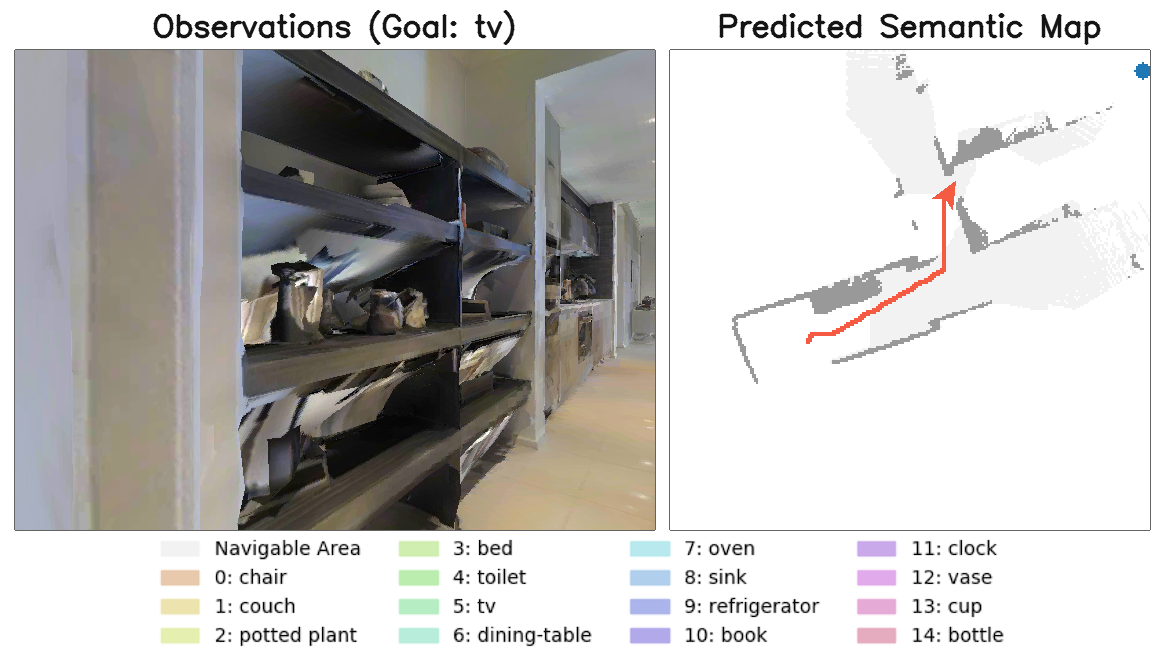 Observations (Goal: tv)
Predicted Semantic Map
Navigable Area
0: chair
1: couch
2: potted plant
3: bed
4: toilet
5: tv
6: dining-table
7: oven
8: sink
9: refrigerator
10: book
11: clock
12: vase
13: cup
14: bottle